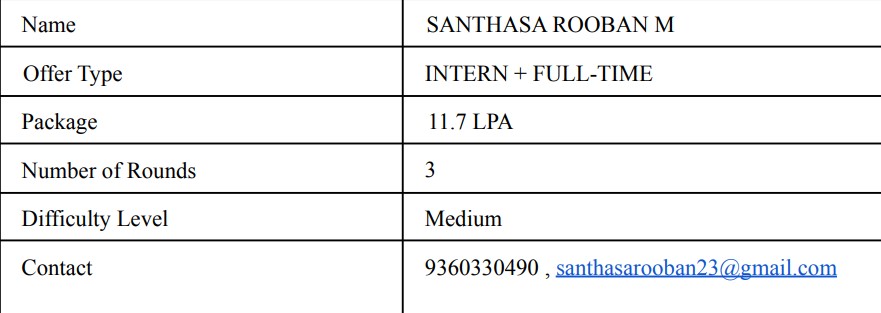 Name SANTHASA ROOBAN M
Offer Type INTERN + FULL-TIME
Package 11.7 LPA
Number of Rounds 3
Difficulty Level Medium
Contact 9360330490 , santhasarooban23@gmail.com